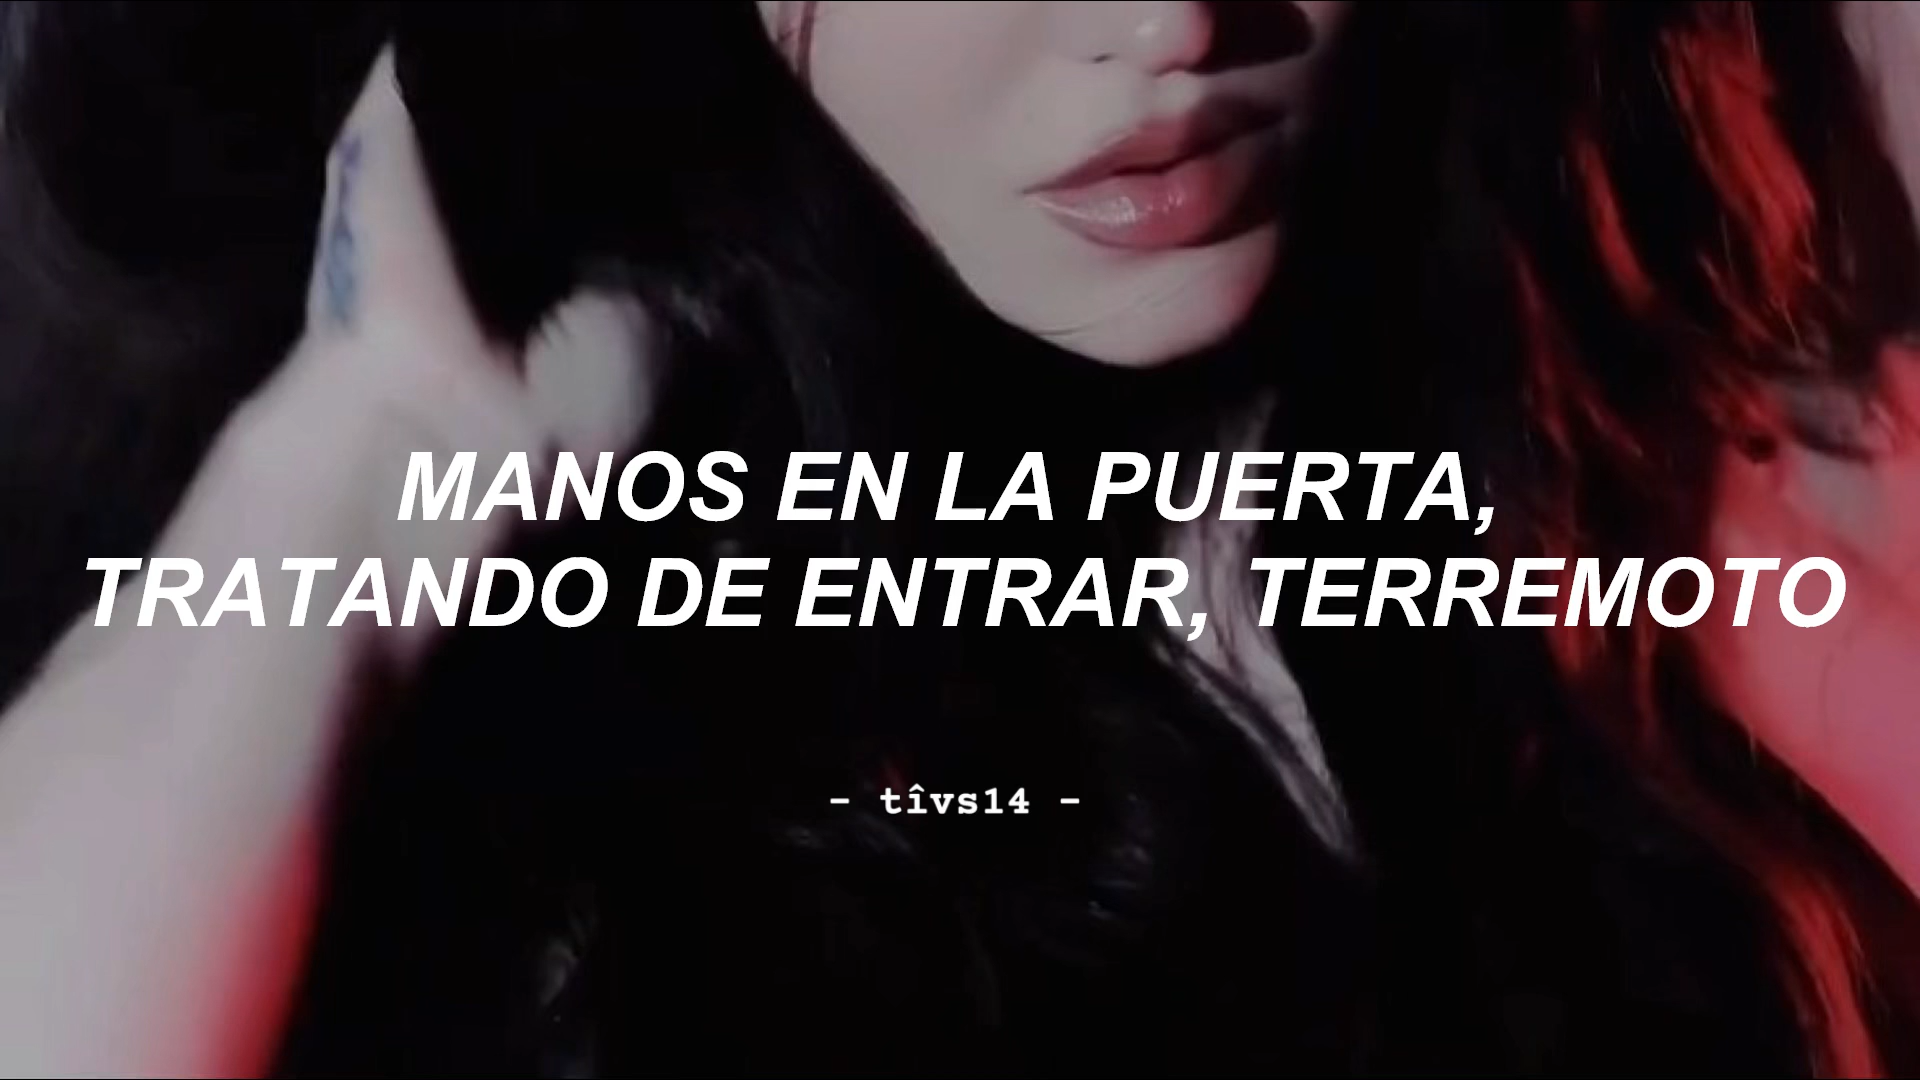 MANOS EN LA PUERTA,
TRATANDO DE ENTRAR, TERREMOTO
- tîvs14 -